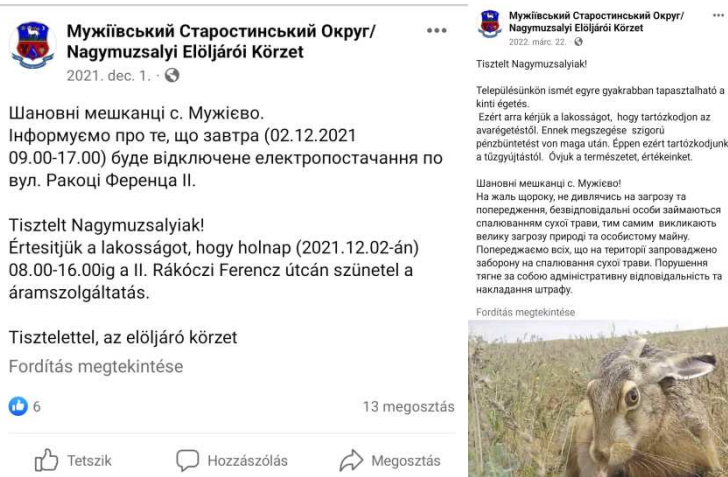 Мужіївський Старостинський Округ/
Nagymuzsalyi Elöljárói Körzet
2021. dec. 1. ·
Шановні мешканці с. Мужієво.
Інформуємо про те, що завтра (02.12.2021
09.00-17.00) буде відключене електропостачання по
вул. Ракоці Ференца ІІ.
Tisztelt Nagymuzsalyiak!
Értesitjük a lakosságot, hogy holnap (2021.12.02-án)
08.00-16.00ig a II. Rákóczi Ferencz útcán szünetel a
áramszolgáltatás.
Tisztelettel, az elöljáró körzet
Fordítás megtekintése
6
13 megosztás
Tetszik
Hozzászólás
Megosztás
Мужіївський Старостинський Округ/
Nagymuzsalyi Elöljárói Körzet
2022. márc. 22. ·
Tisztelt Nagymuzsalyiak!
Településünkön ismét egyre gyakrabban tapasztalható a
kinti égetés.
Ezért arra kérjük a lakosságot, hogy tartózkodjon az
avarégetéstől. Ennek megszegése szigorú
pénzbüntetést von maga után. Éppen ezért tartózkodjunk
a tűzgyújtástól. Óvjuk a természetet, értékeinket.
Шановні мешканці с. Мужієво!
На жаль щороку, не дивлячись на загрозу та
попередження, безвідповідальні особи займаються
спалюванням сухої трави, тим самим викликають
велику загрозу природі та особистому майну.
Попереджаємо всіх, що на території запроваджено
заборону на спалювання сухої трави. Порушення
тягне за собою адміністративну відповідальність та
накладання штрафу.
Fordítás megtekintése